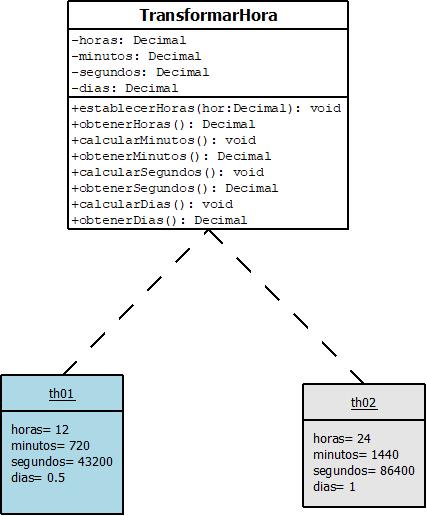 TransformarHora
-horas: Decimal
-minutos: Decimal
-segundos: Decimal
-dias: Decimal
+establecerHoras(hor:Decimal): void
+obtenerHoras(): Decimal
+calcularMinutos(): void
+obtenerMinutos(): Decimal
+calcularSegundos(): void
+obtenerSegundos(): Decimal
+calcularDias(): void
+obtenerDias(): Decimal
th01
horas= 12
minutos= 720
segundos= 43200
dias= 0.5
th02
horas= 24
minutos= 1440
segundos= 86400
dias= 1